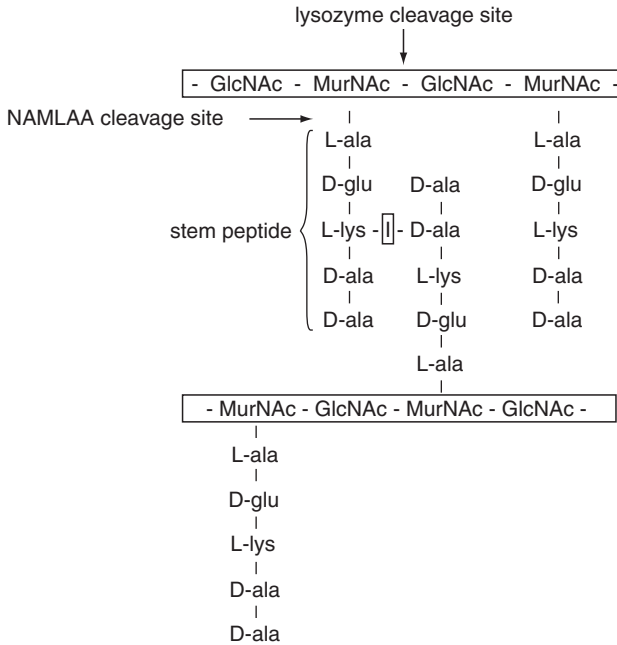 lysozyme cleavage site
- GlcNAc - MurNAc - GlcNAc - MurNAc -
NAMLAA cleavage site
L-ala L-ala
D-glu D-ala D-glu
stem peptide L-lys - I - D-ala L-lys
D-ala L-lys D-ala
D-ala D-glu D-ala
L-ala
- MurNAc - GlcNAc - MurNAc - GlcNAc -
L-ala
D-glu
L-lys
D-ala
D-ala